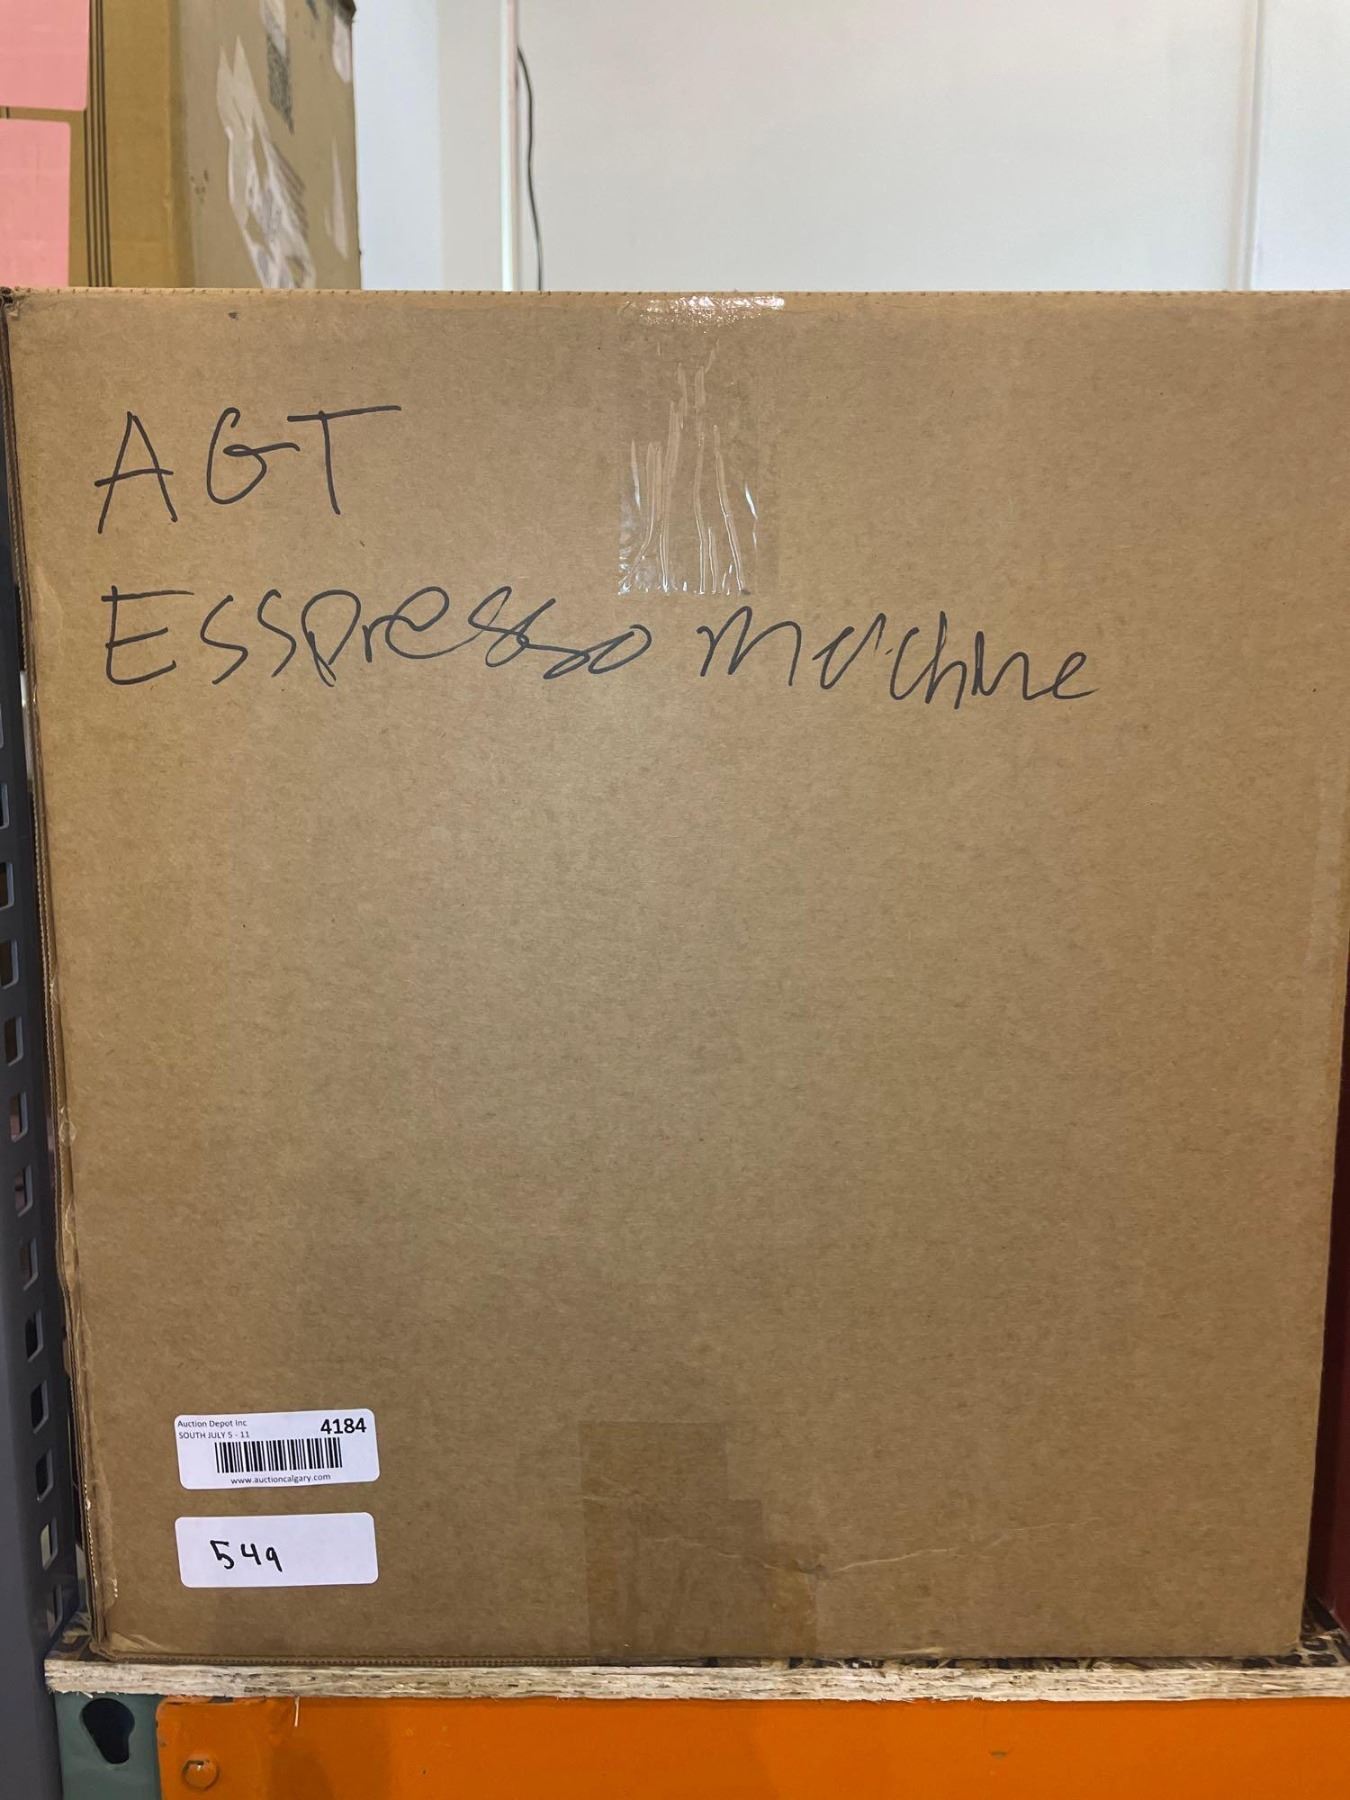 AGT
Esspresso machine
Auction Depot Inc
4184
SOUTH JULY 5 - 11
www.auctioncalgary.com
549